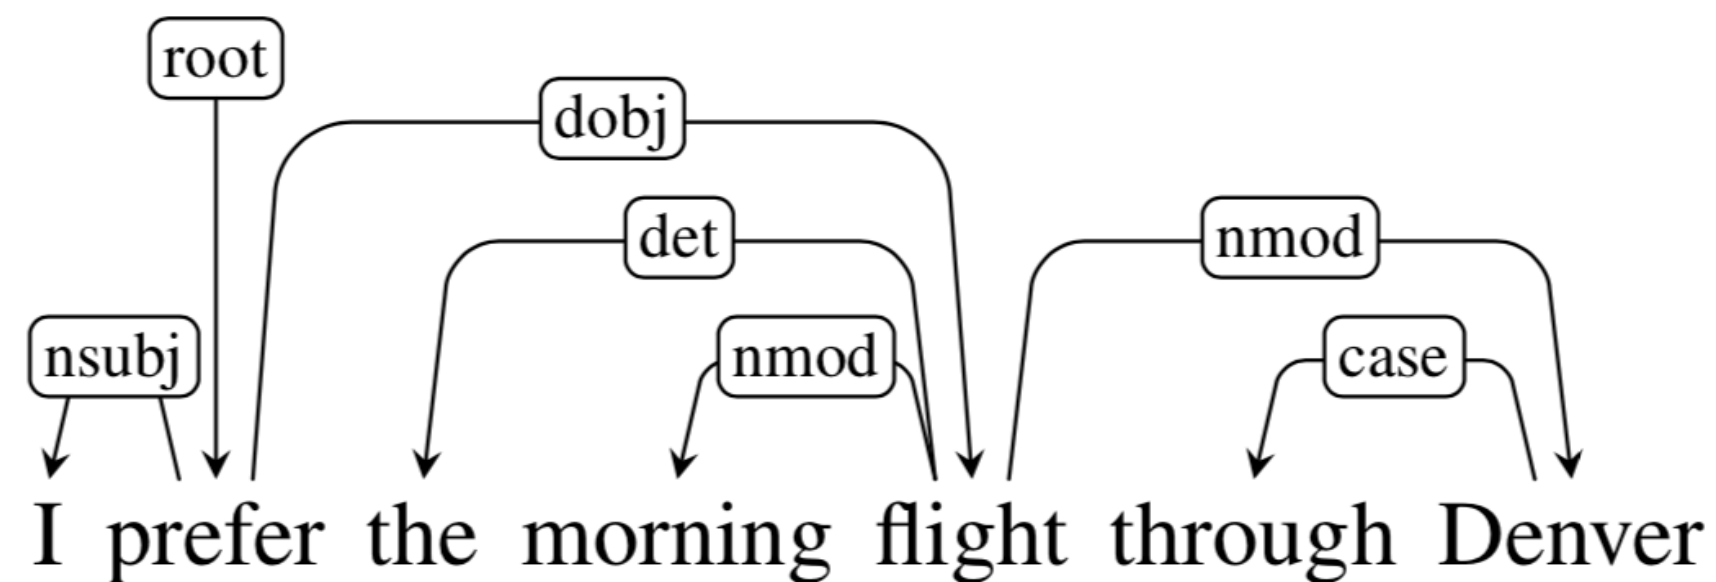 root
dobj
det nmod
nsubj nmod case
I prefer the morning flight through Denver